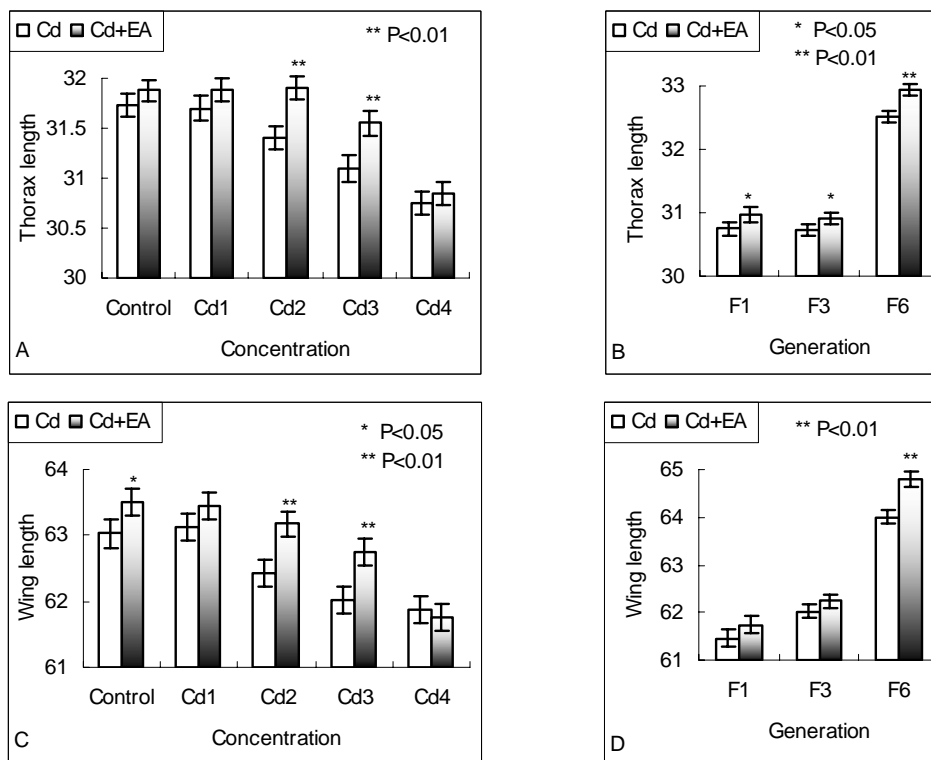 Cd Cd+EA
** P<0.01
**
**
32
31.5
31
30.5
30
Thorax length
Control Cd1 Cd2 Cd3 Cd4
Concentration
A
Cd Cd+EA
* P<0.05
** P<0.01
**
*
*
33
32
31
30
Thorax length
F1 F3 F6
Generation
B
Cd Cd+EA
* P<0.05
** P<0.01
*
**
**
64
63
62
61
Wing length
Control Cd1 Cd2 Cd3 Cd4
Concentration
C
Cd Cd+EA
** P<0.01
**
65
64
63
62
61
Wing length
F1 F3 F6
Generation
D